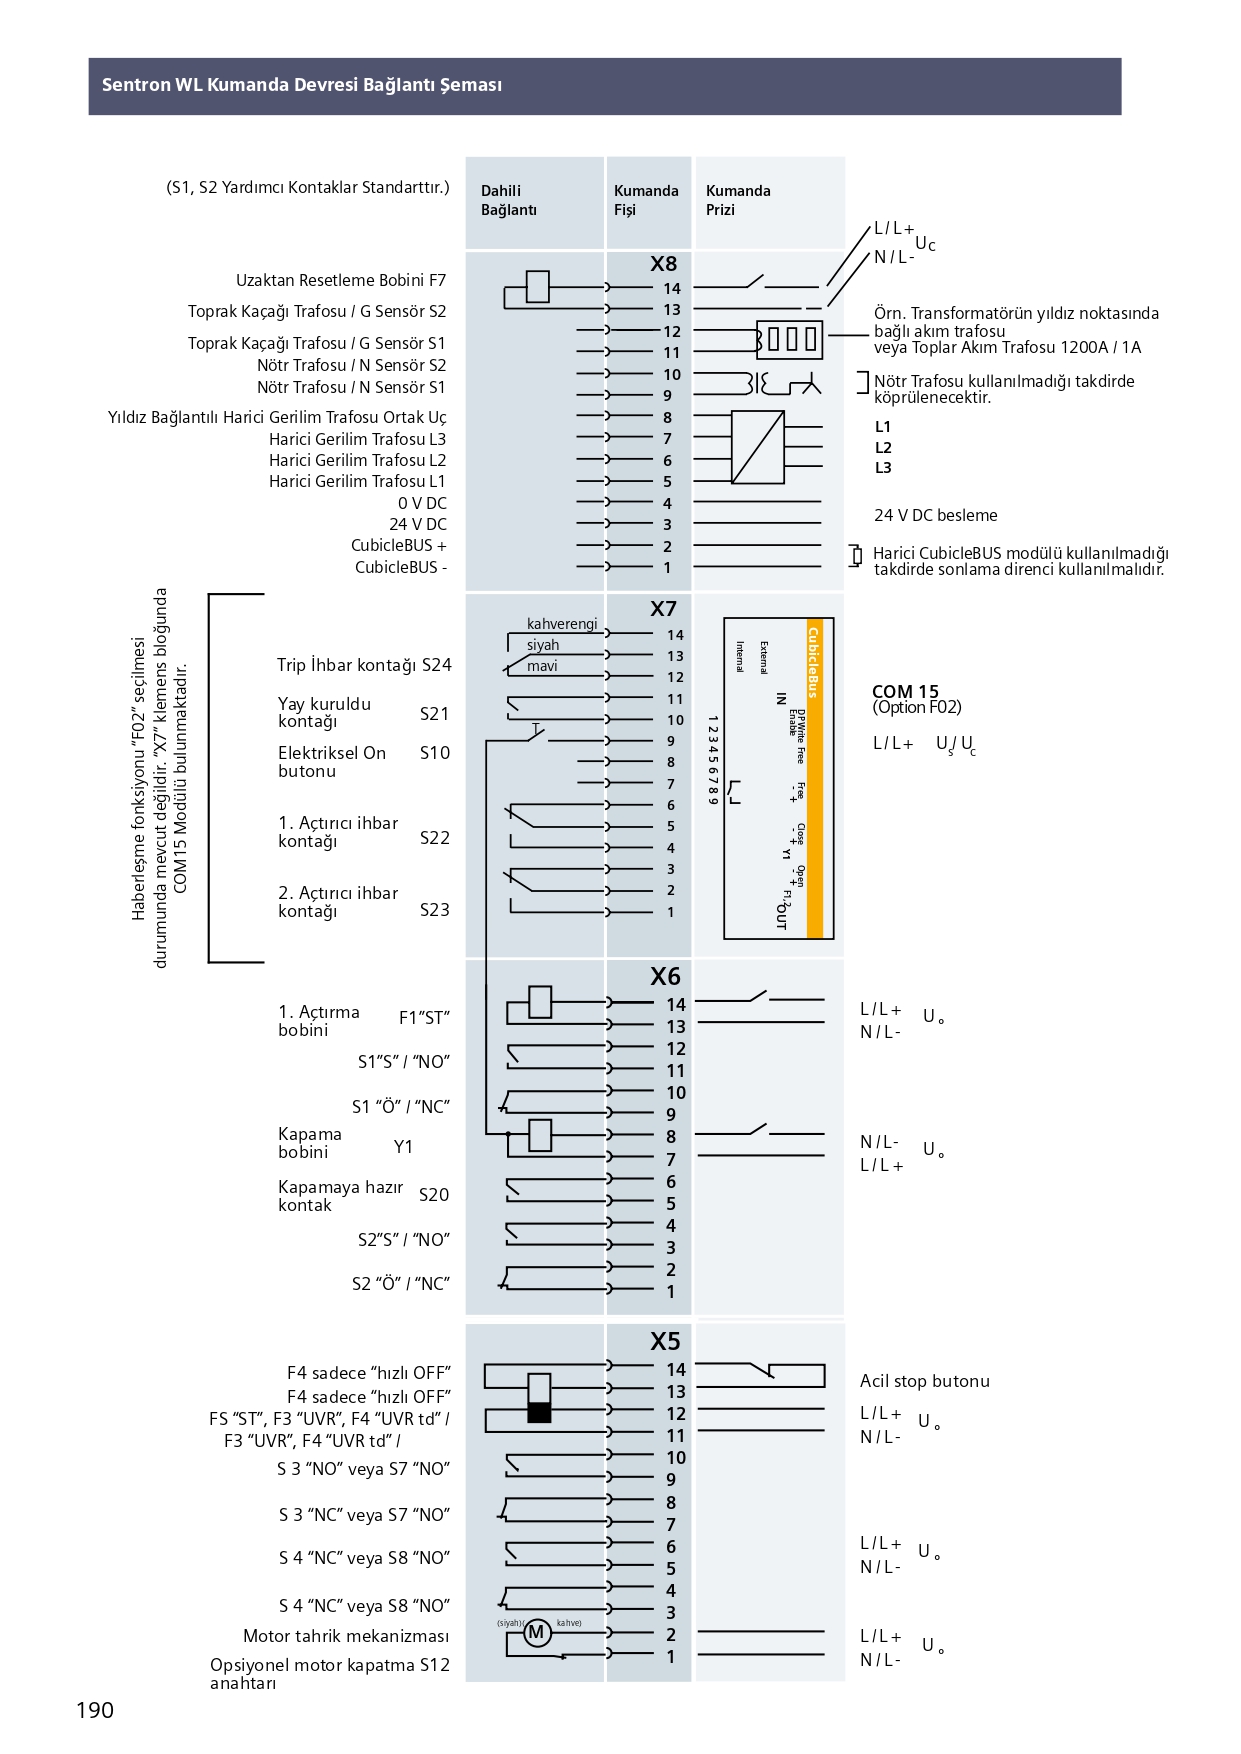 Sentron WL Kumanda Devresi Bağlantı Şeması
(S1, S2 Yardımcı Kontaklar Standarttır.)
Dahili
Bağlantı
Kumanda
Fişi
Kumanda
Prizi
L / L+
UC
N / L-
X8
Uzaktan Resetleme Bobini F7
14
Toprak Kaçağı Trafosu / G Sensör S2
13
12
Örn. Transformatörün yıldız noktasında
bağlı akım trafosu
veya Toplar Akım Trafosu 1200A / 1A
Toprak Kaçağı Trafosu / G Sensör S1
11
Nötr Trafosu / N Sensör S2
10
Nötr Trafosu / N Sensör S1
9
Nötr Trafosu kullanılmadığı takdirde
köprülenecektir.
Yıldız Bağlantılı Harici Gerilim Trafosu Ortak Uç
8
L1
Harici Gerilim Trafosu L3
7
L2
Harici Gerilim Trafosu L2
6
L3
Harici Gerilim Trafosu L1
5
0 V DC
4
24 V DC
3
24 V DC besleme
CubicleBUS +
2
CubicleBUS -
1
Harici CubicleBUS modülü kullanılmadığı
takdirde sonlama direnci kullanılmalıdır.
Haberleşme fonksiyonu “F02” seçilmesi
durumunda mevcut değildir. “X7” klemens bloğunda
COM15 Modülü bulunmaktadır.
X7
kahverengi
14
siyah
13
mavi
12
Trip İhbar kontağı S24
11
Yay kuruldu
kontağı
S21
10
T
9
Elektriksel On
butonu
S10
8
7
6
1. Açtırıcı ihbar
kontağı
S22
5
4
3
2. Açtırıcı ihbar
kontağı
S23
2
1
CubicleBus
External
Internal
IN
DPWrite
Enable
Free
Free
- +
Close
- +
Y1
Open
- +
F1,2
OUT
1 2 3 4 5 6 7 8 9
COM 15
(Option F02)
L / L+ Us/ Uc
X6
14
1. Açtırma
bobini
F1”ST”
13
L / L+
N / L-
U o
12
S1”S” / “NO”
11
10
S1 “Ö” / “NC”
9
Kapama
bobini
Y1
8
7
N / L-
L / L +
U o
6
Kapamaya hazır
kontak
S20
5
4
S2”S” / “NO”
3
2
S2 “Ö” / “NC”
1
X5
F4 sadece “hızlı OFF”
14
Acil stop butonu
F4 sadece “hızlı OFF”
13
FS “ST”, F3 “UVR”, F4 “UVR td” /
12
F3 “UVR”, F4 “UVR td” /
11
L / L+
N / L-
U o
10
S 3 “NO” veya S7 “NO”
9
8
S 3 “NC” veya S7 “NO”
7
6
S 4 “NC” veya S8 “NO”
5
L / L+
N / L-
U o
4
S 4 “NC” veya S8 “NO”
3
(siyah)(
kahve)
M
Motor tahrik mekanizması
2
Opsiyonel motor kapatma S12
anahtarı
1
L / L+
N / L-
U o
190